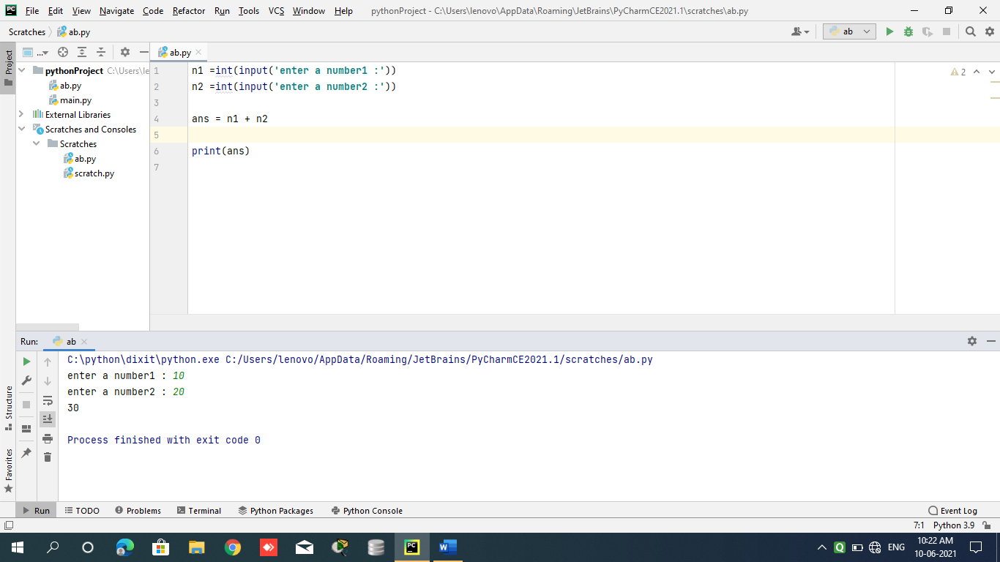 PC File Edit View Navigate Code Refactor Run Tools VCS Window Help pythonProject - C:\Users\lenovo\AppData\Roaming\JetBrains\PyCharmCE2021.1\scratches\ab.py
Scratches ab.py ab
... ab.py
Project
pythonProject C:\Users\le
ab.py
main.py
External Libraries
Scratches and Consoles
Scratches
ab.py
scratch.py
1 n1 =int(input('enter a number1 :'))
2 n2 =int(input('enter a number2 :'))
3
4 ans = n1 + n2
5
6 print(ans)
7
2
Run: ab
C:\python\dixit\python.exe C:/Users/lenovo/AppData/Roaming/JetBrains/PyCharmCE2021.1/scratches/ab.py
enter a number1 : 10
enter a number2 : 20
30
Process finished with exit code 0
Structure
Favorites
Run TODO Problems Terminal Python Packages Python Console Event Log
7:1 Python 3.9
PC W Q ENG 10:22 AM
10-06-2021